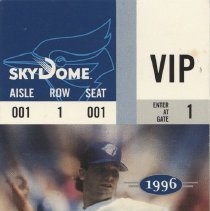 SKYDOME
VIP
AISLE ROW SEAT
001 1 001
ENTER AT GATE 1
1996